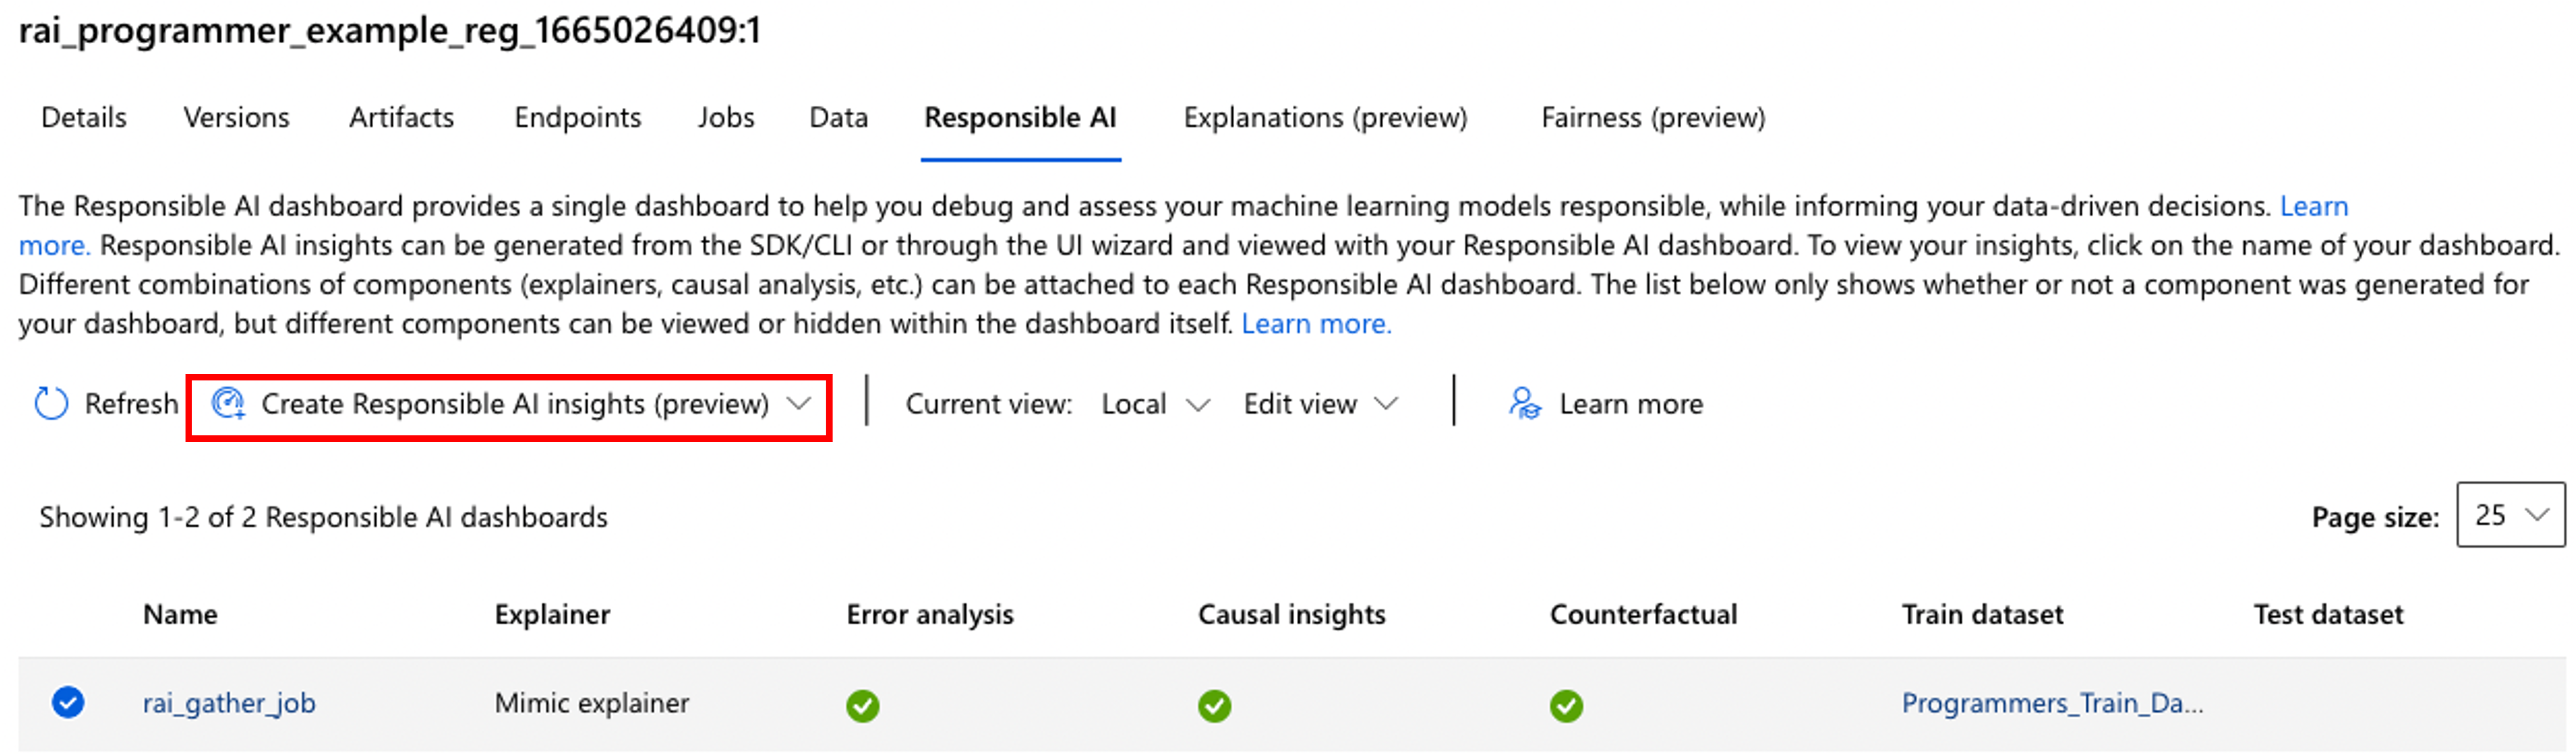 rai_programmer_example_reg_1665026409:1
Details Versions Artifacts Endpoints Jobs Data Responsible AI Explanations (preview) Fairness (preview)
The Responsible AI dashboard provides a single dashboard to help you debug and assess your machine learning models responsible, while informing your data-driven decisions. Learn
more. Responsible AI insights can be generated from the SDK/CLI or through the UI wizard and viewed with your Responsible AI dashboard. To view your insights, click on the name of your dashboard.
Different combinations of components (explainers, causal analysis, etc.) can be attached to each Responsible AI dashboard. The list below only shows whether or not a component was generated for
your dashboard, but different components can be viewed or hidden within the dashboard itself. Learn more.
Refresh Create Responsible AI insights (preview) Current view: Local Edit view Learn more
Showing 1-2 of 2 Responsible AI dashboards Page size: 25
Name Explainer Error analysis Causal insights Counterfactual Train dataset Test dataset
rai_gather_job Mimic explainer Programmers_Train_Da...